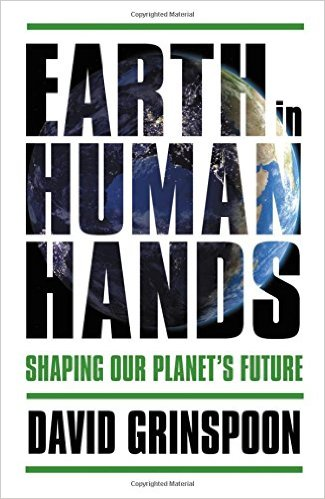 Copyrighted Material
EARTH in
HUMAN
HANDS
SHAPING OUR PLANET'S FUTURE
DAVID GRINSPOON
Copyrighted Material